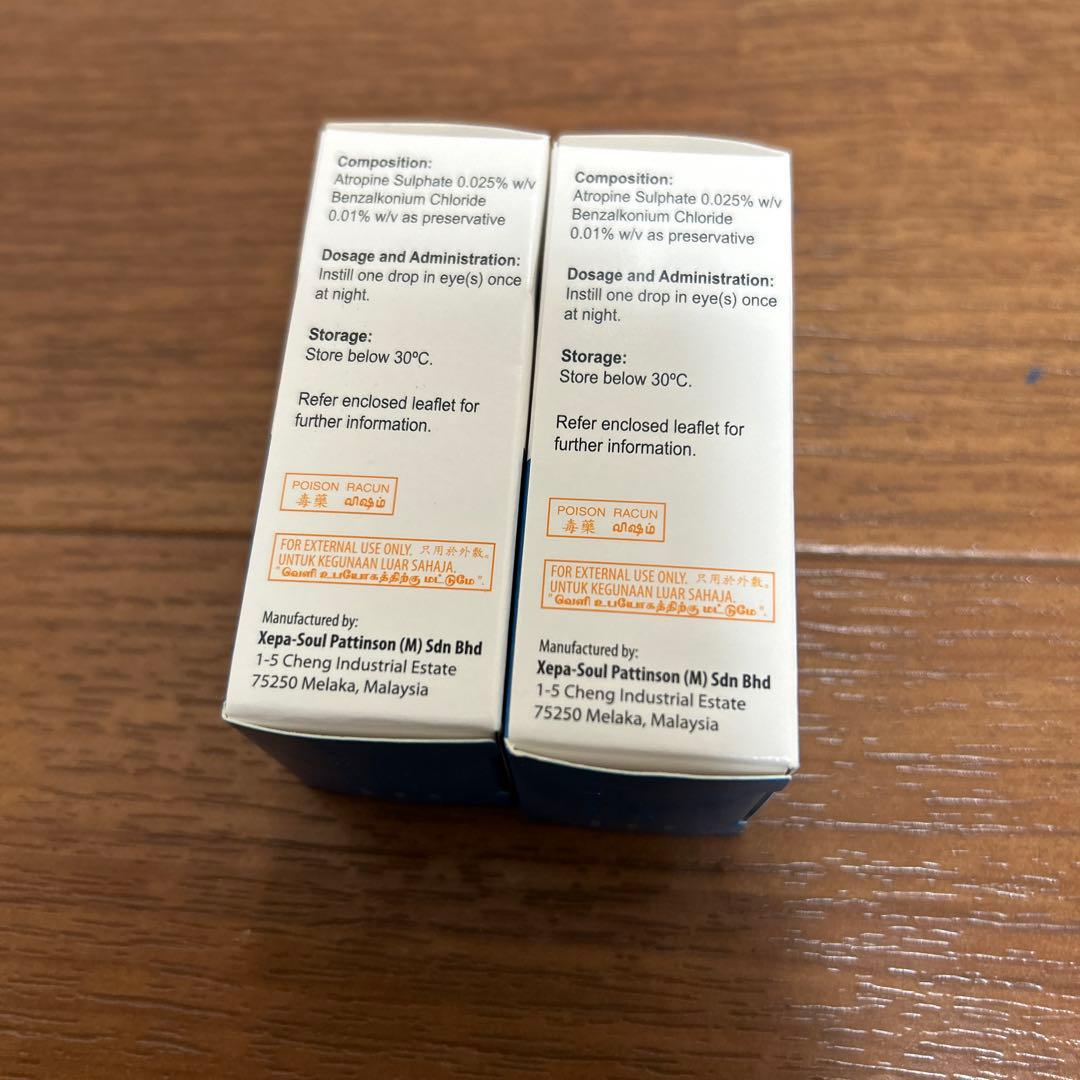 Composition:
Atropine Sulphate 0.025% w/v
Benzalkonium Chloride
0.01% w/v as preservative
Dosage and Administration:
Instill one drop in eye(s) once
at night.
Storage:
Store below 30ºC.
Refer enclosed leaflet for
further information.
POISON RACUN
毒藥 விஷம்
FOR EXTERNAL USE ONLY. 只用於外敷。
UNTUK KEGUNAAN LUAR SAHAJA.
"வெளி உபயோகத்திற்கு மட்டுமே".
Manufactured by:
Xepa-Soul Pattinson (M) Sdn Bhd
1-5 Cheng Industrial Estate
75250 Melaka, Malaysia
Composition:
Atropine Sulphate 0.025% w/v
Benzalkonium Chloride
0.01% w/v as preservative
Dosage and Administration:
Instill one drop in eye(s) once
at night.
Storage:
Store below 30ºC.
Refer enclosed leaflet for
further information.
POISON RACUN
毒藥 விஷம்
FOR EXTERNAL USE ONLY. 只用於外敷。
UNTUK KEGUNAAN LUAR SAHAJA.
"வெளி உபயோகத்திற்கு மட்டுமே".
Manufactured by:
Xepa-Soul Pattinson (M) Sdn Bhd
1-5 Cheng Industrial Estate
75250 Melaka, Malaysia